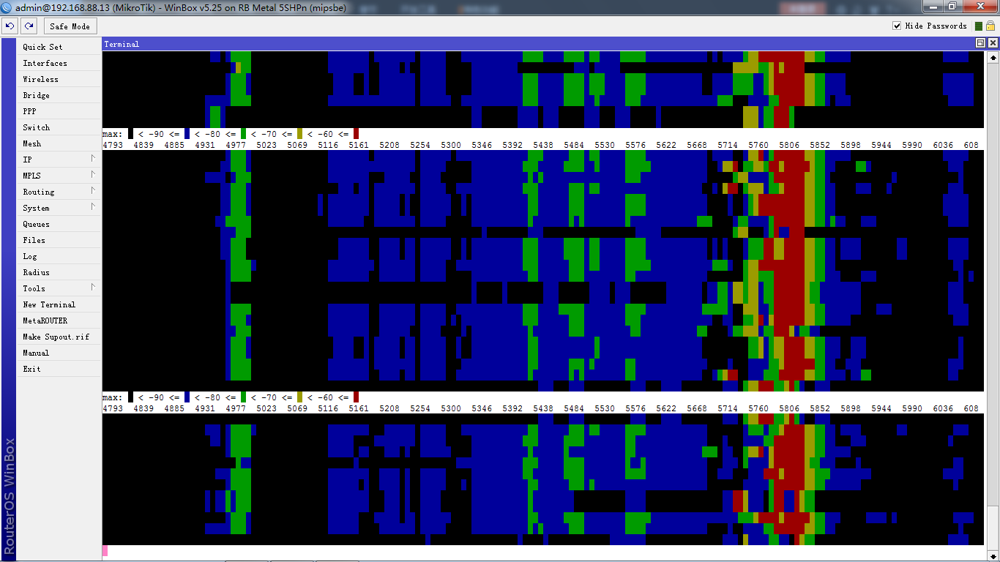 admin@192.168.88.13 (MikroTik) - WinBox v5.25 on RB Metal 5SHPn (mipsbe)
Safe Mode
Hide Passwords
Terminal
Quick Set
Interfaces
Wireless
Bridge
PPP
Switch
Mesh
IP
MPLS
Routing
System
Queues
Files
Log
Radius
Tools
New Terminal
MetaROUTER
Make Supout.rif
Manual
Exit
RouterOS WinBox
max: < -90 <= < -80 <= < -70 <= < -60 <=
4793 4839 4885 4931 4977 5023 5069 5116 5161 5208 5254 5300 5346 5392 5438 5484 5530 5576 5622 5668 5714 5760 5806 5852 5898 5944 5990 6036 608
max: < -90 <= < -80 <= < -70 <= < -60 <=
4793 4839 4885 4931 4977 5023 5069 5116 5161 5208 5254 5300 5346 5392 5438 5484 5530 5576 5622 5668 5714 5760 5806 5852 5898 5944 5990 6036 608